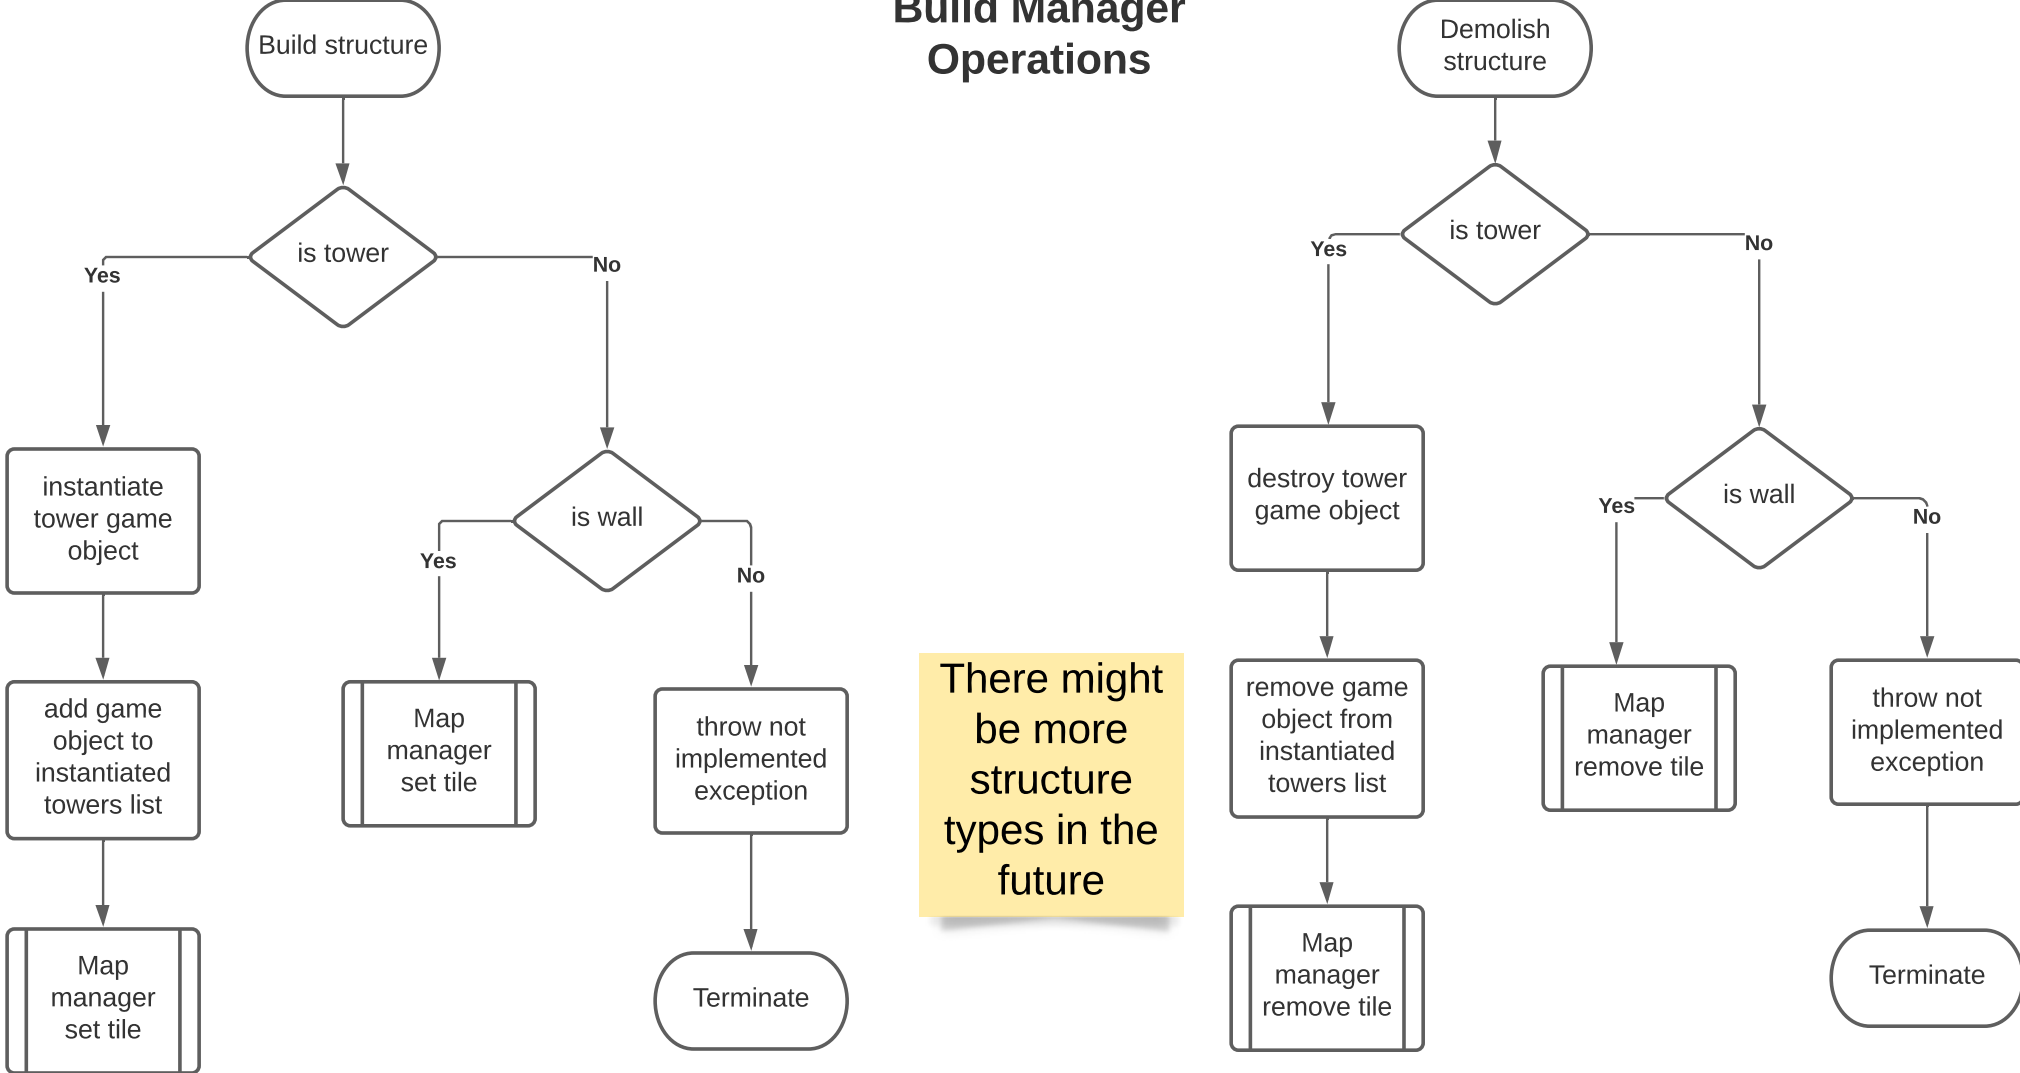 Build Manager
Operations
Build structure
is tower
Yes
No
instantiate
tower game
object
is wall
Yes
No
add game
object to
instantiated
towers list
Map
manager
set tile
throw not
implemented
exception
Map
manager
set tile
Terminate
There might
be more
structure
types in the
future
Demolish
structure
is tower
Yes
No
destroy tower
game object
is wall
Yes
No
remove game
object from
instantiated
towers list
Map
manager
remove tile
throw not
implemented
exception
Map
manager
remove tile
Terminate